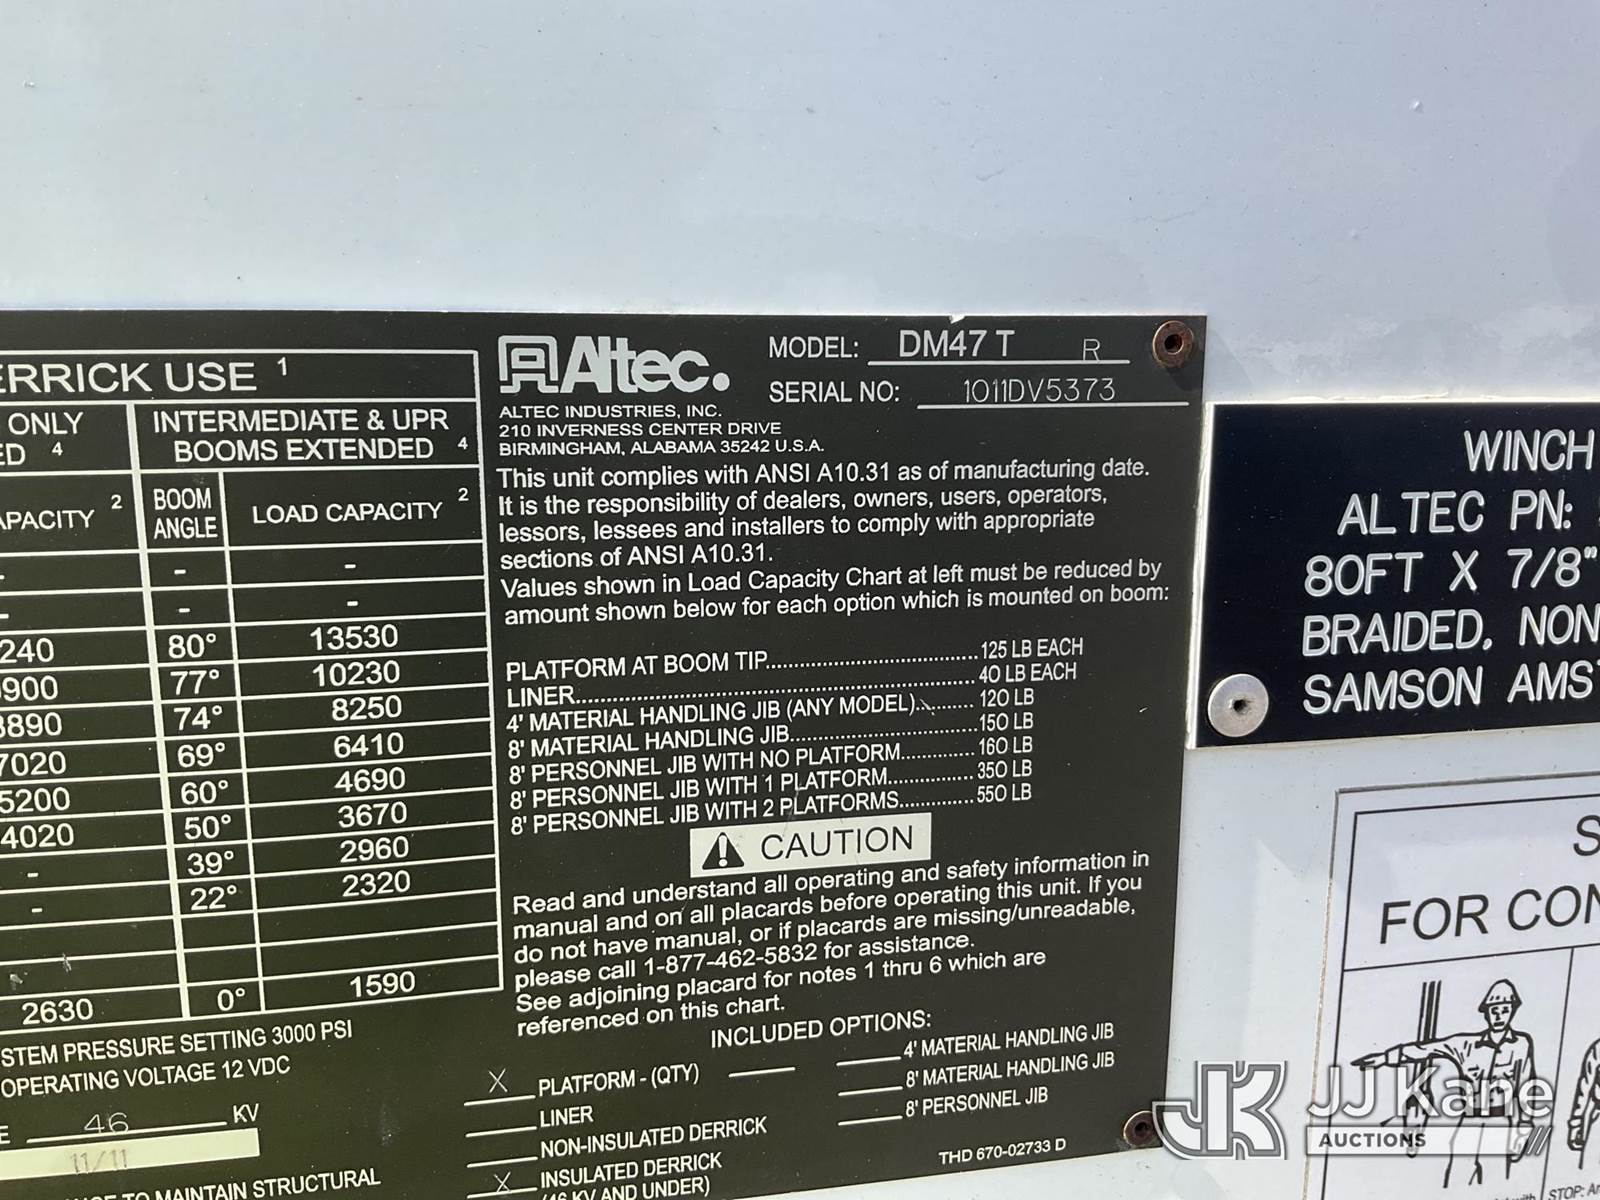 DERRICK USE 1
ONLY
ED 4
INTERMEDIATE & UPR
BOOMS EXTENDED 4
CAPACITY 2
BOOM
ANGLE
LOAD CAPACITY 2
- - -
- - -
240 80° 13530
900 77° 10230
8890 74° 8250
7020 69° 6410
5200 60° 4690
4020 50° 3670
- 39° 2960
- 22° 2320
2630 0° 1590
STEM PRESSURE SETTING 3000 PSI
OPERATING VOLTAGE 12 VDC
E 46 KV
11/11
TO MAINTAIN STRUCTURAL
Altec.
MODEL: DM47 T R
SERIAL NO: 1011DV5373
ALTEC INDUSTRIES, INC.
210 INVERNESS CENTER DRIVE
BIRMINGHAM, ALABAMA 35242 U.S.A.
This unit complies with ANSI A10.31 as of manufacturing date.
It is the responsibility of dealers, owners, users, operators,
lessors, lessees and installers to comply with appropriate
sections of ANSI A10.31.
Values shown in Load Capacity Chart at left must be reduced by
amount shown below for each option which is mounted on boom:
PLATFORM AT BOOM TIP..............................125 LB EACH
LINER.......................................................40 LB EACH
4' MATERIAL HANDLING JIB (ANY MODEL)..........120 LB
8' MATERIAL HANDLING JIB..........................150 LB
8' PERSONNEL JIB WITH NO PLATFORM..........160 LB
8' PERSONNEL JIB WITH 1 PLATFORM............350 LB
8' PERSONNEL JIB WITH 2 PLATFORMS..........550 LB
CAUTION
Read and understand all operating and safety information in
manual and on all placards before operating this unit. If you
do not have manual, or if placards are missing/unreadable,
please call 1-877-462-5832 for assistance.
See adjoining placard for notes 1 thru 6 which are
referenced on this chart.
INCLUDED OPTIONS:
X PLATFORM - (QTY)
LINER
NON-INSULATED DERRICK
X INSULATED DERRICK
(46 KV AND UNDER)
4' MATERIAL HANDLING JIB
8' MATERIAL HANDLING JIB
8' PERSONNEL JIB
THD 670-02733 D
WINCH
ALTEC PN:
80FT X 7/8"
BRAIDED, NON
SAMSON AMS
S
FOR CON
STOP: A
JJ Kane
AUCTIONS